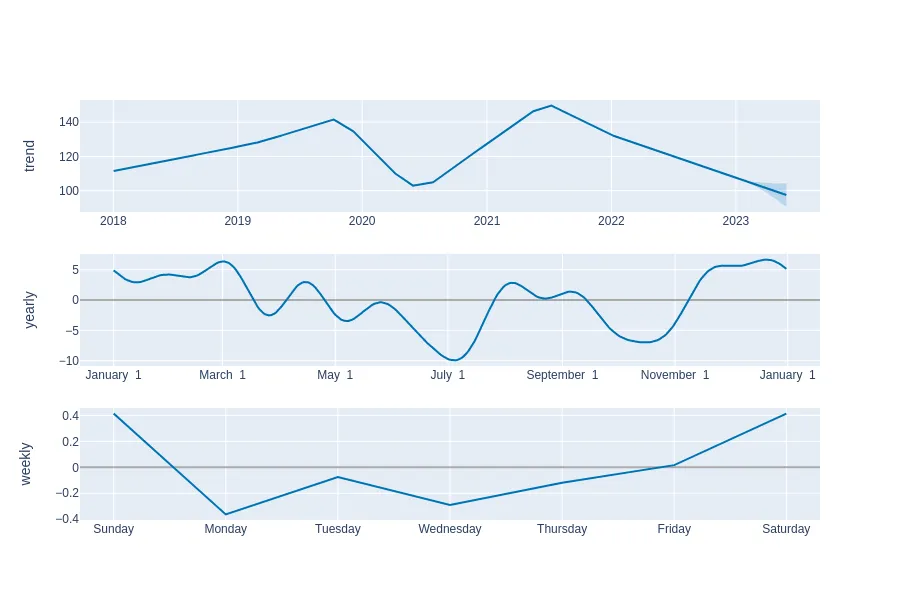 trend
140
120
100
2018 2019 2020 2021 2022 2023
yearly
5
0
−5
−10
January 1 March 1 May 1 July 1 September 1 November 1 January 1
weekly
0.4
0.2
0
−0.2
−0.4
Sunday Monday Tuesday Wednesday Thursday Friday Saturday